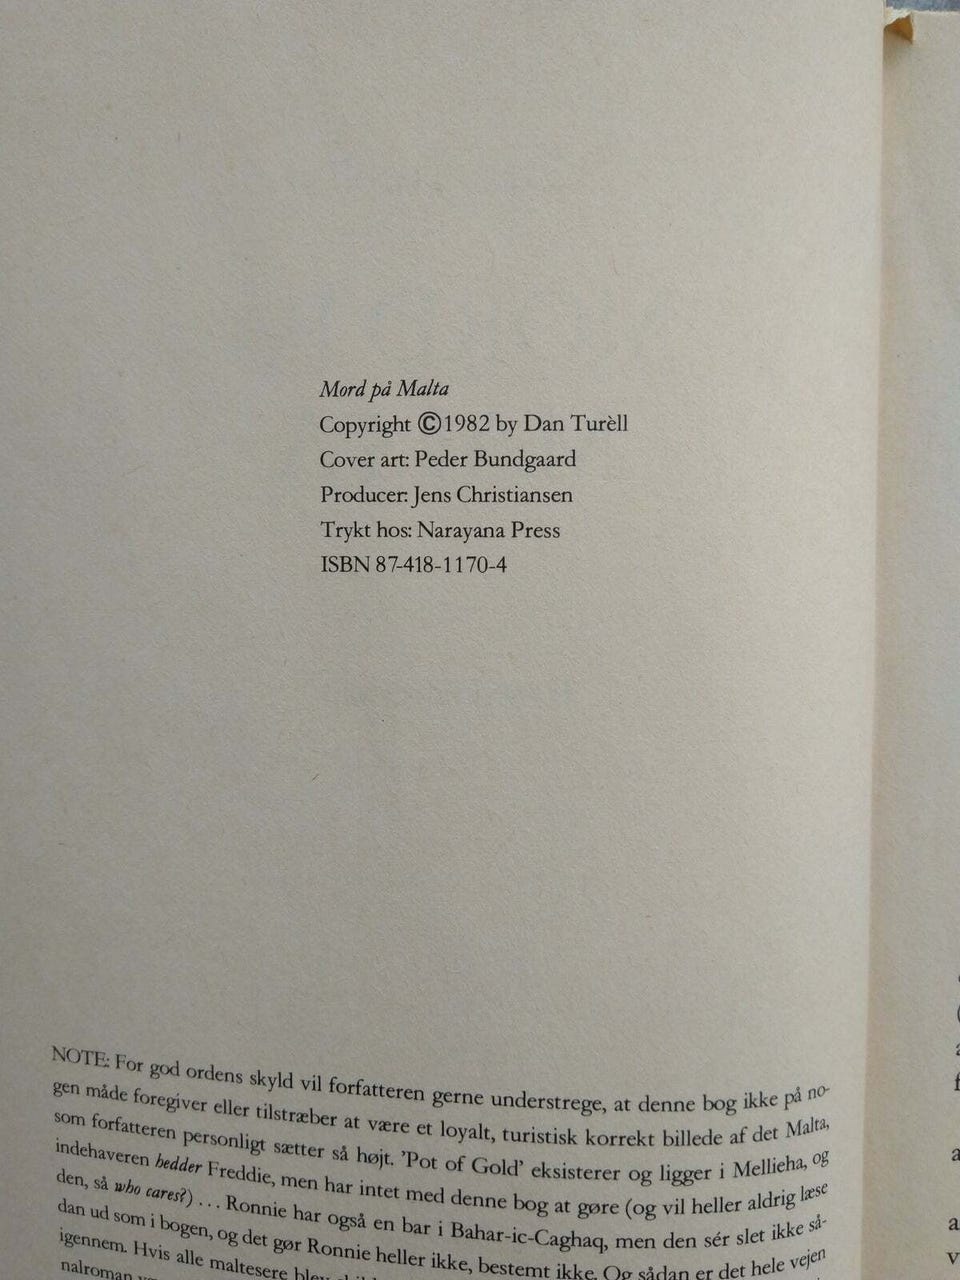 Mord på Malta
Copyright ©1982 by Dan Turèll
Cover art: Peder Bundgaard
Producer: Jens Christiansen
Trykt hos: Narayana Press
ISBN 87-418-1170-4
NOTE: For god ordens skyld vil forfatteren gerne understrege, at denne bog ikke på no-
gen måde foregiver eller tilstræber at være et loyalt, turistisk korrekt billede af det Malta,
som forfatteren personligt sætter så højt. 'Pot of Gold' eksisterer og ligger i Mellieha, og
indehaveren hedder Freddie, men har intet med denne bog at gøre (og vil heller aldrig læse
den, så who cares?) . . . Ronnie har også en bar i Bahar-ic-Caghaq, men den sér slet ikke så-
dan ud som i bogen, og det gør Ronnie heller ikke, bestemt ikke. Og sådan er det hele vejen
igennem. Hvis alle maltesere blev
nalroman